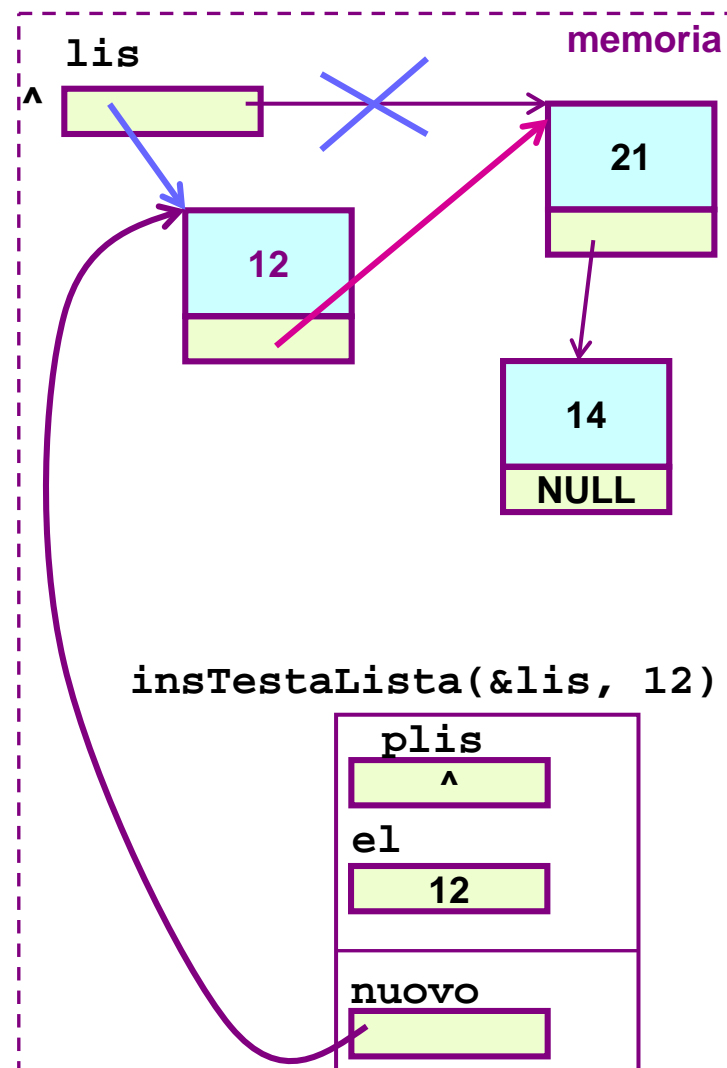 memoria
lis
^
21
12
14
NULL
insTestaLista(&lis, 12)
plis
^
el
12
nuovo